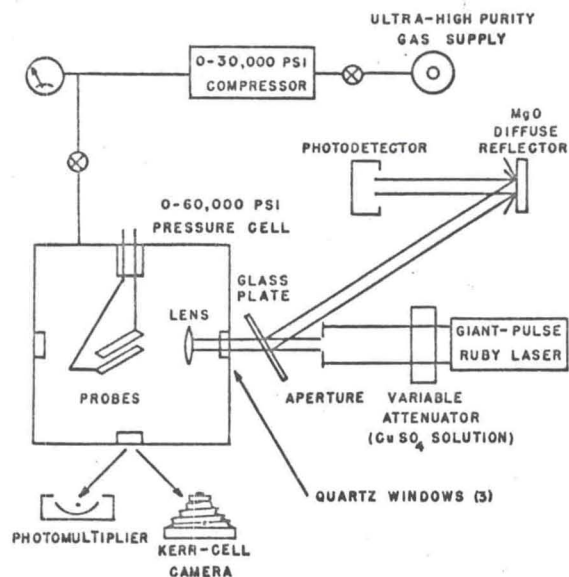 ULTRA-HIGH PURITY
GAS SUPPLY
0-30,000 PSI
COMPRESSOR
MgO
DIFFUSE
REFLECTOR
PHOTODETECTOR
0-60,000 PSI
PRESSURE CELL
GLASS
PLATE
LENS
GIANT-PULSE
RUBY LASER
PROBES
APERTURE
VARIABLE
ATTENUATOR
(CuSO4 SOLUTION)
QUARTZ WINDOWS (3)
PHOTOMULTIPLIER
KERR-CELL
CAMERA